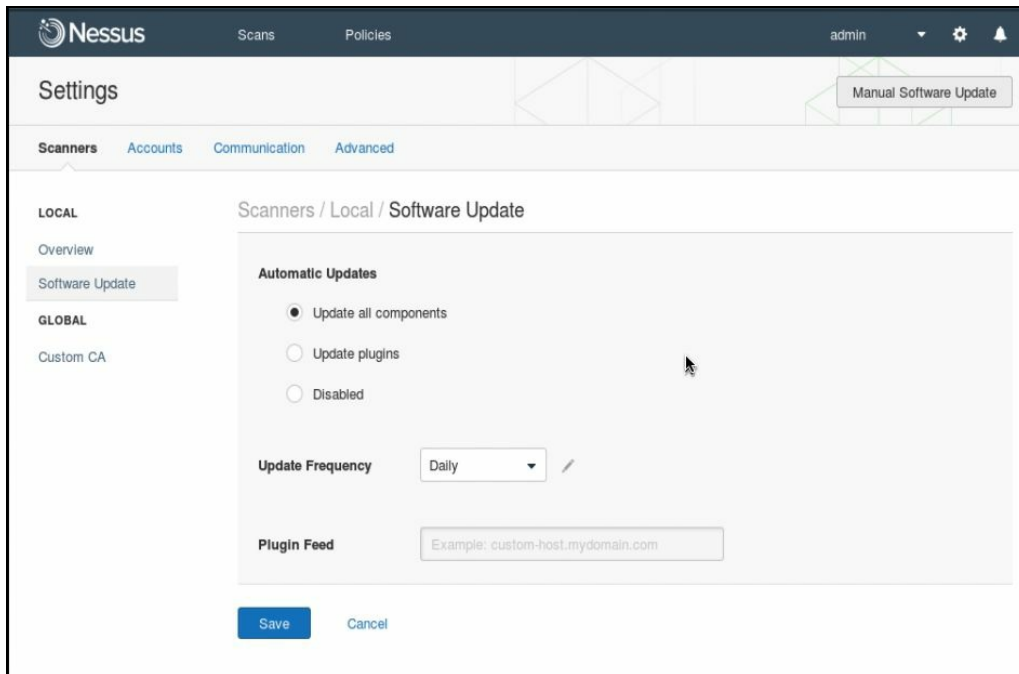 Nessus Scans Policies admin
Settings Manual Software Update
Scanners Accounts Communication Advanced
LOCAL
Overview
Software Update
GLOBAL
Custom CA
Scanners / Local / Software Update
Automatic Updates
Update all components
Update plugins
Disabled
Update Frequency Daily
Plugin Feed Example: custom-host.mydomain.com
Save Cancel